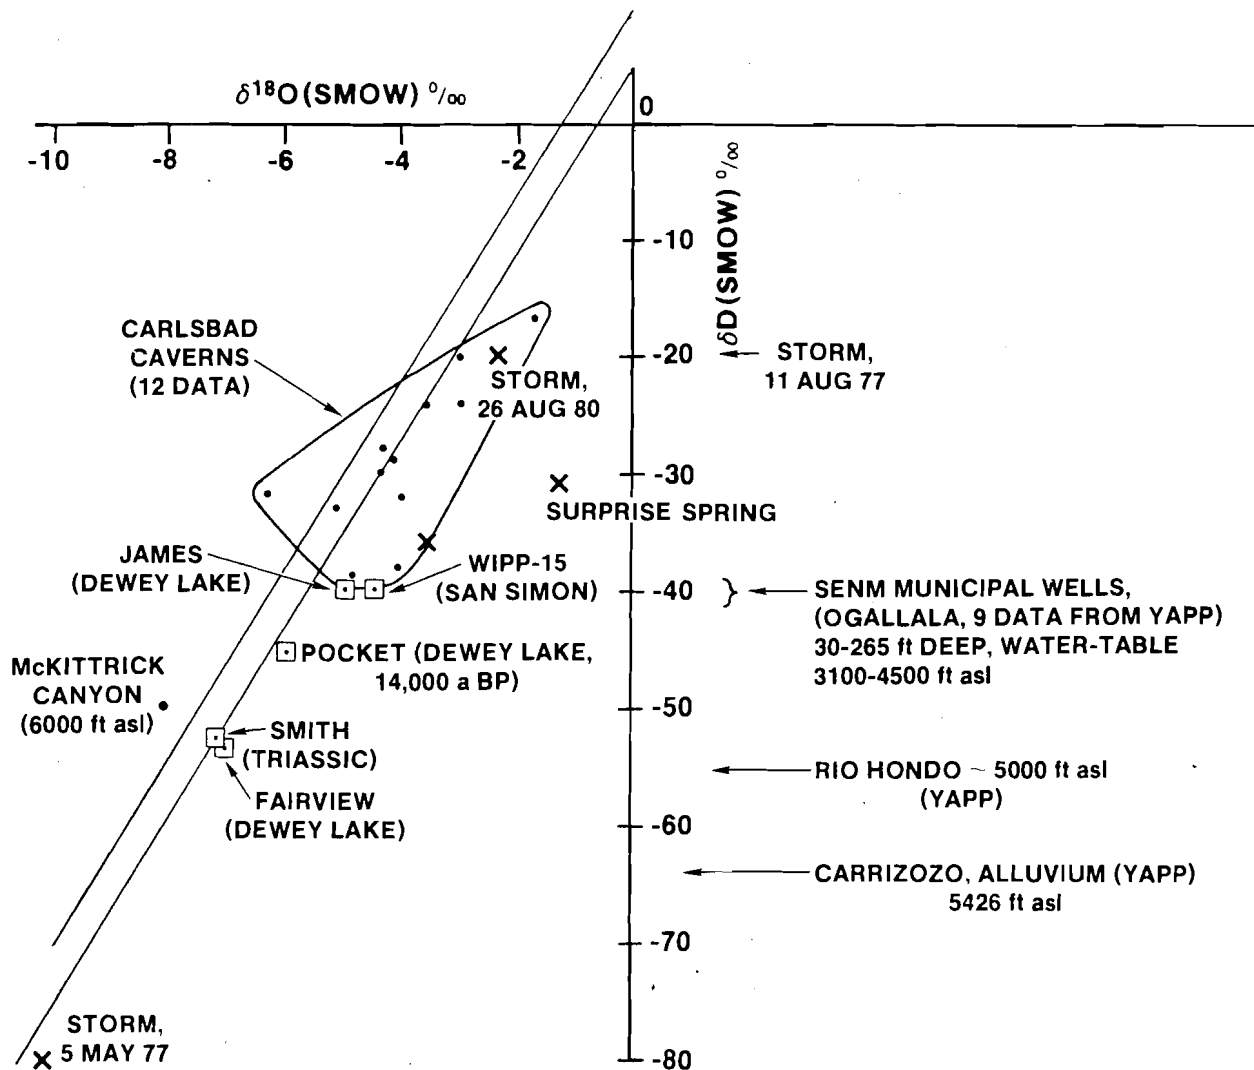 δ18O(SMOW) o/oo
0
-10
-8
-6
-4
-2
δD(SMOW) o/oo
-10
CARLSBAD
CAVERNS
(12 DATA)
-20
STORM,
11 AUG 77
STORM,
26 AUG 80
-30
SURPRISE SPRING
JAMES
(DEWEY LAKE)
WIPP-15
(SAN SIMON)
-40
SENM MUNICIPAL WELLS,
(OGALLALA, 9 DATA FROM YAPP)
30-265 ft DEEP, WATER-TABLE
3100-4500 ft asl
POCKET (DEWEY LAKE,
14,000 a BP)
McKITTRICK
CANYON
(6000 ft asl)
-50
SMITH
(TRIASSIC)
RIO HONDO ~ 5000 ft asl
(YAPP)
FAIRVIEW
(DEWEY LAKE)
-60
CARRIZOZO, ALLUVIUM (YAPP)
5426 ft asl
-70
STORM,
5 MAY 77
-80